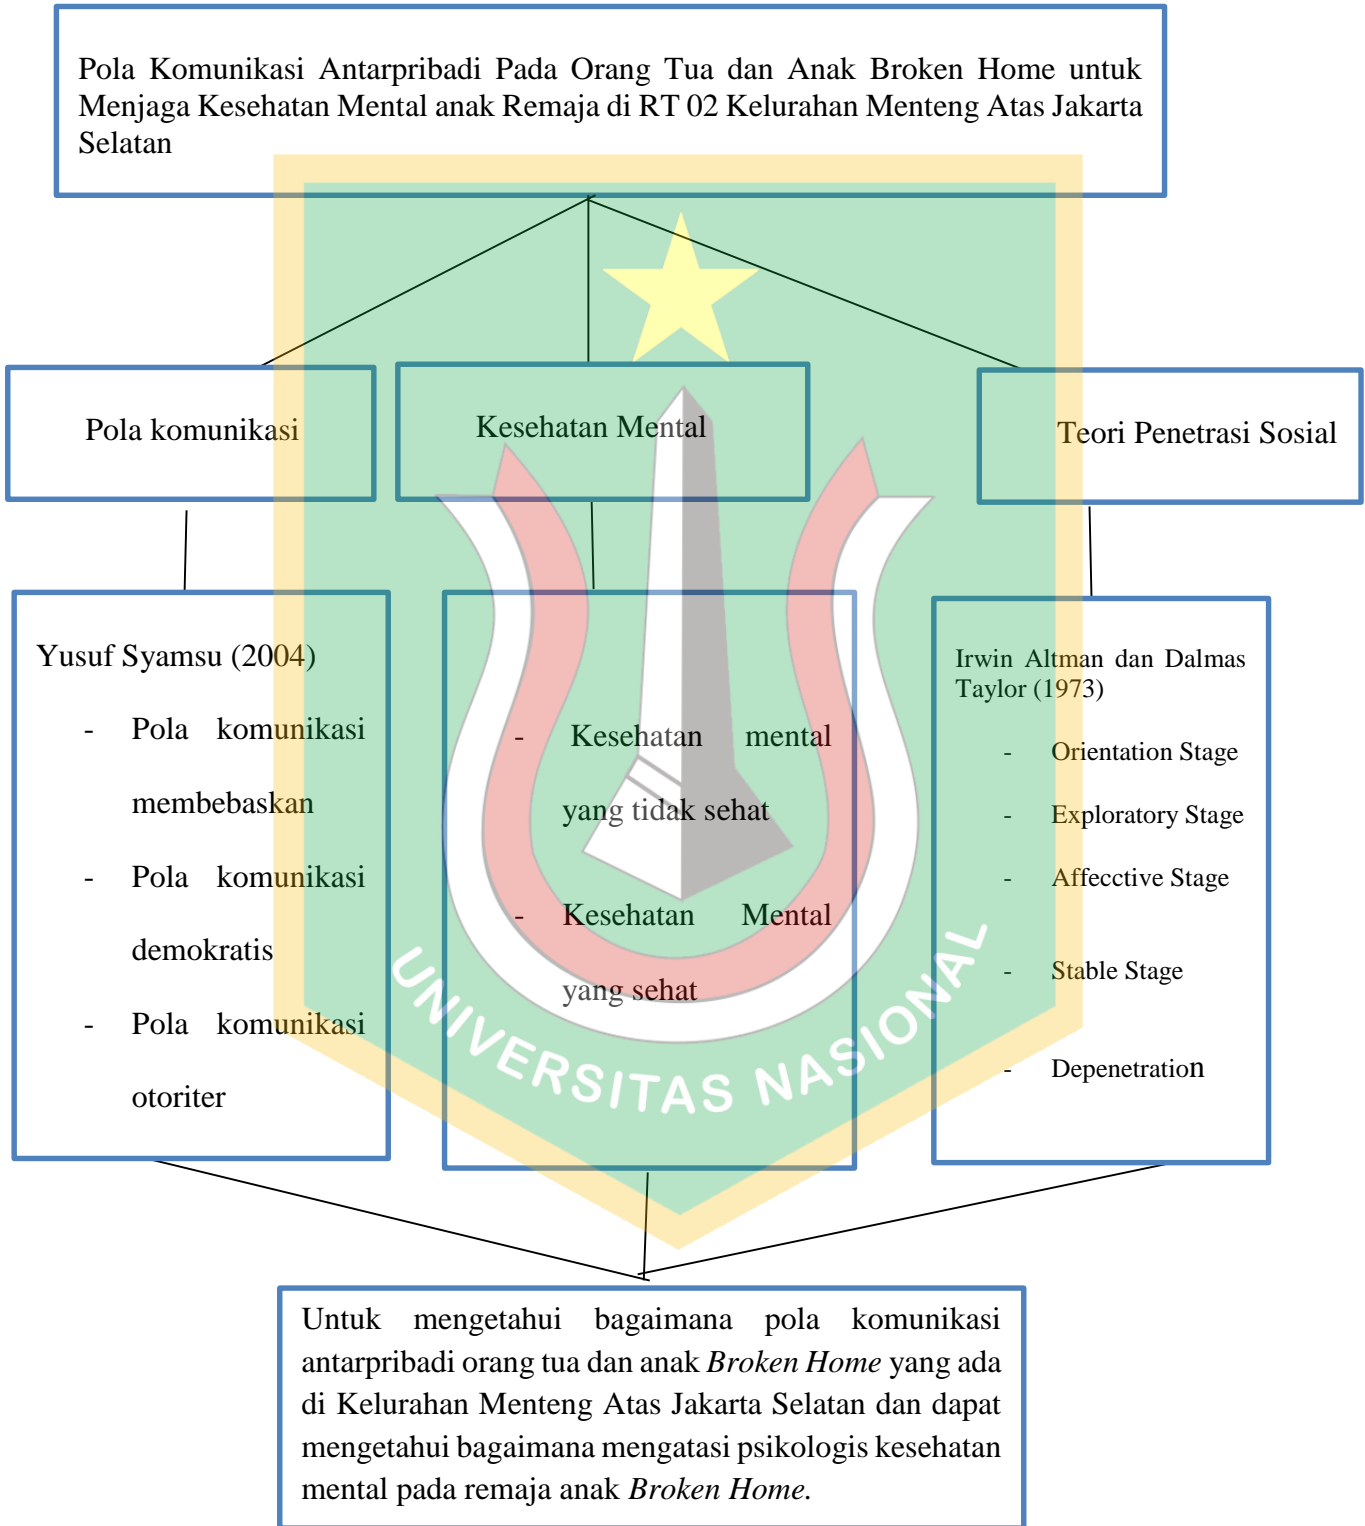 Pola Komunikasi Antarpribadi Pada Orang Tua dan Anak Broken Home untuk
Menjaga Kesehatan Mental anak Remaja di RT 02 Kelurahan Menteng Atas Jakarta
Selatan
Pola komunikasi
Kesehatan Mental
Teori Penetrasi Sosial
Yusuf Syamsu (2004)
- Pola komunikasi
membebaskan
- Pola komunikasi
demokratis
- Pola komunikasi
otoriter
- Kesehatan mental
yang tidak sehat
- Kesehatan Mental
yang sehat
Irwin Altman dan Dalmas
Taylor (1973)
- Orientation Stage
- Exploratory Stage
- Affecctive Stage
- Stable Stage
- Depenetration
UNIVERSITAS NASIONAL
Untuk mengetahui bagaimana pola komunikasi
antarpribadi orang tua dan anak Broken Home yang ada
di Kelurahan Menteng Atas Jakarta Selatan dan dapat
mengetahui bagaimana mengatasi psikologis kesehatan
mental pada remaja anak Broken Home.